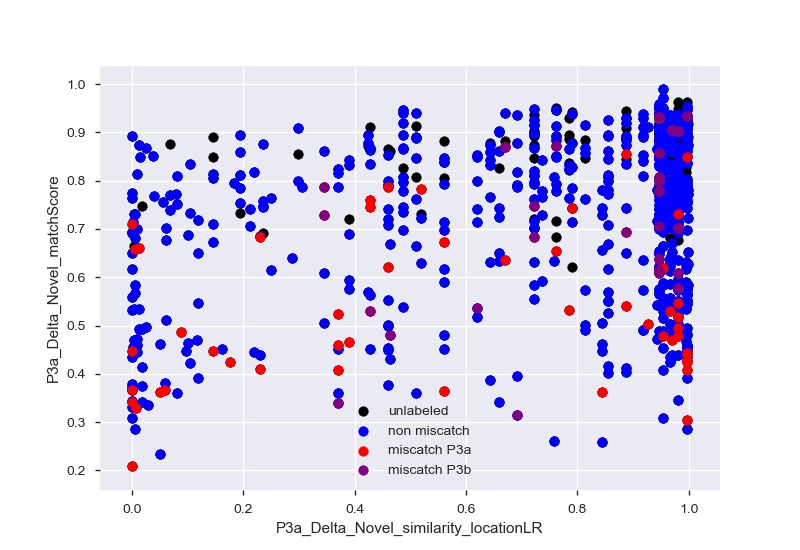 1.0
0.9
0.8
0.7
0.6
0.5
0.4
0.3
0.2
P3a_Delta_Novel_matchScore
unlabeled
non miscatch
miscatch P3a
miscatch P3b
0.0 0.2 0.4 0.6 0.8 1.0
P3a_Delta_Novel_similarity_locationLR